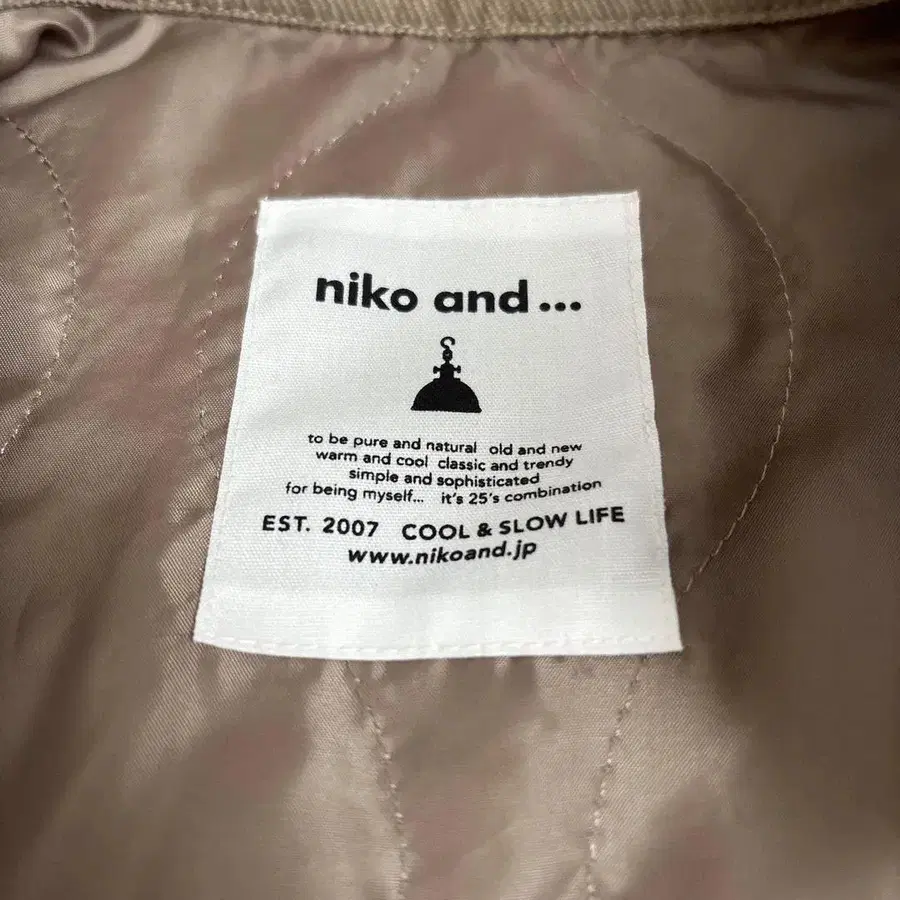 niko and...
to be pure and natural old and new
warm and cool classic and trendy
simple and sophisticated
for being myself... it's 25's combination
EST. 2007 COOL & SLOW LIFE
www.nikoand.jp